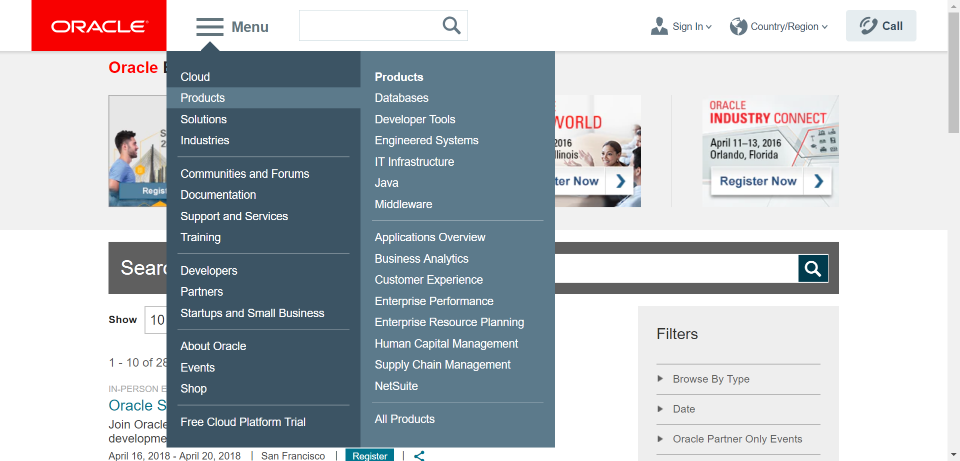 ORACLE
Menu
Sign In
Country/Region
Call
Oracle
Cloud
Products
Solutions
Industries
Communities and Forums
Documentation
Support and Services
Training
Developers
Partners
Startups and Small Business
About Oracle
Events
Shop
Free Cloud Platform Trial
Products
Databases
Developer Tools
Engineered Systems
IT Infrastructure
Java
Middleware
Applications Overview
Business Analytics
Customer Experience
Enterprise Performance
Enterprise Resource Planning
Human Capital Management
Supply Chain Management
NetSuite
All Products
WORLD
2016
Illinois
ter Now
ORACLE
INDUSTRY CONNECT
April 11–13, 2016
Orlando, Florida
Register Now
Regist
Searc
Show 10
1 - 10 of 28
IN-PERSON E
Oracle S
Join Oracle
developme
April 16, 2018 - April 20, 2018 | San Francisco | Register |
Filters
Browse By Type
Date
Oracle Partner Only Events